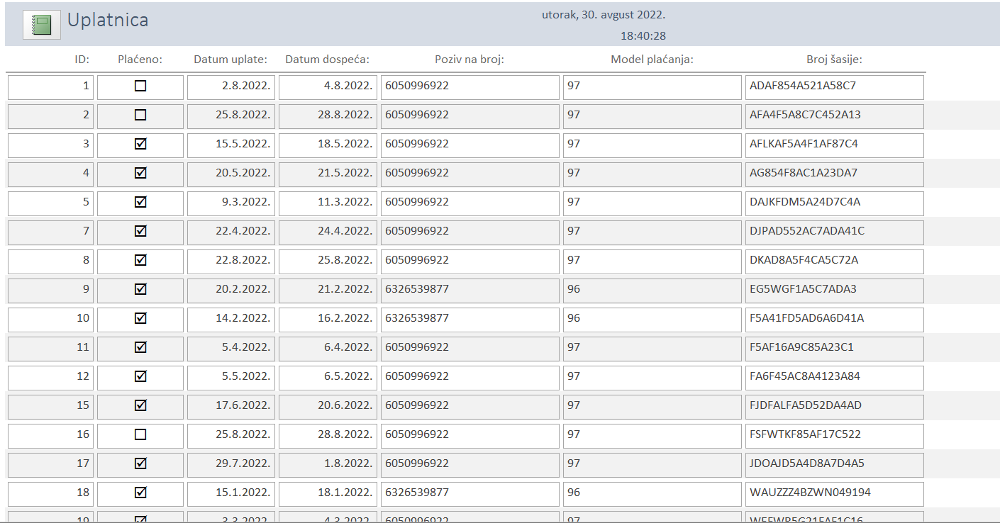 Uplatnica
utorak, 30. avgust 2022.
18:40:28
ID: Plaćeno: Datum uplate: Datum dospeća: Poziv na broj: Model plaćanja: Broj šasije:
1 2.8.2022. 4.8.2022. 6050996922 97 ADAF854A521A58C7
2 25.8.2022. 28.8.2022. 6050996922 97 AFA4F5A8C7C452A13
3 15.5.2022. 18.5.2022. 6050996922 97 AFLKAF5A4F1AF87C4
4 20.5.2022. 21.5.2022. 6050996922 97 AG854F8AC1A23DA7
5 9.3.2022. 11.3.2022. 6050996922 97 DAJKFDM5A24D7C4A
7 22.4.2022. 24.4.2022. 6050996922 97 DJPAD552AC7ADA41C
8 22.8.2022. 25.8.2022. 6050996922 97 DKAD8A5F4CA5C72A
9 20.2.2022. 21.2.2022. 6326539877 96 EG5WGF1A5C7ADA3
10 14.2.2022. 16.2.2022. 6326539877 96 F5A41FD5AD6A6D41A
11 5.4.2022. 6.4.2022. 6050996922 97 F5AF16A9C85A23C1
12 5.5.2022. 6.5.2022. 6050996922 97 FA6F45AC8A4123A84
15 17.6.2022. 20.6.2022. 6050996922 97 FJDFALFA5D52DA4AD
16 25.8.2022. 28.8.2022. 6050996922 97 FSFWTKF85AF17C522
17 29.7.2022. 1.8.2022. 6050996922 97 JDOAJD5A4D8A7D4A5
18 15.1.2022. 18.1.2022. 6326539877 96 WAUZZZ4BZWN049194
19 3.3.2022. 4.3.2022. 6050996922 97